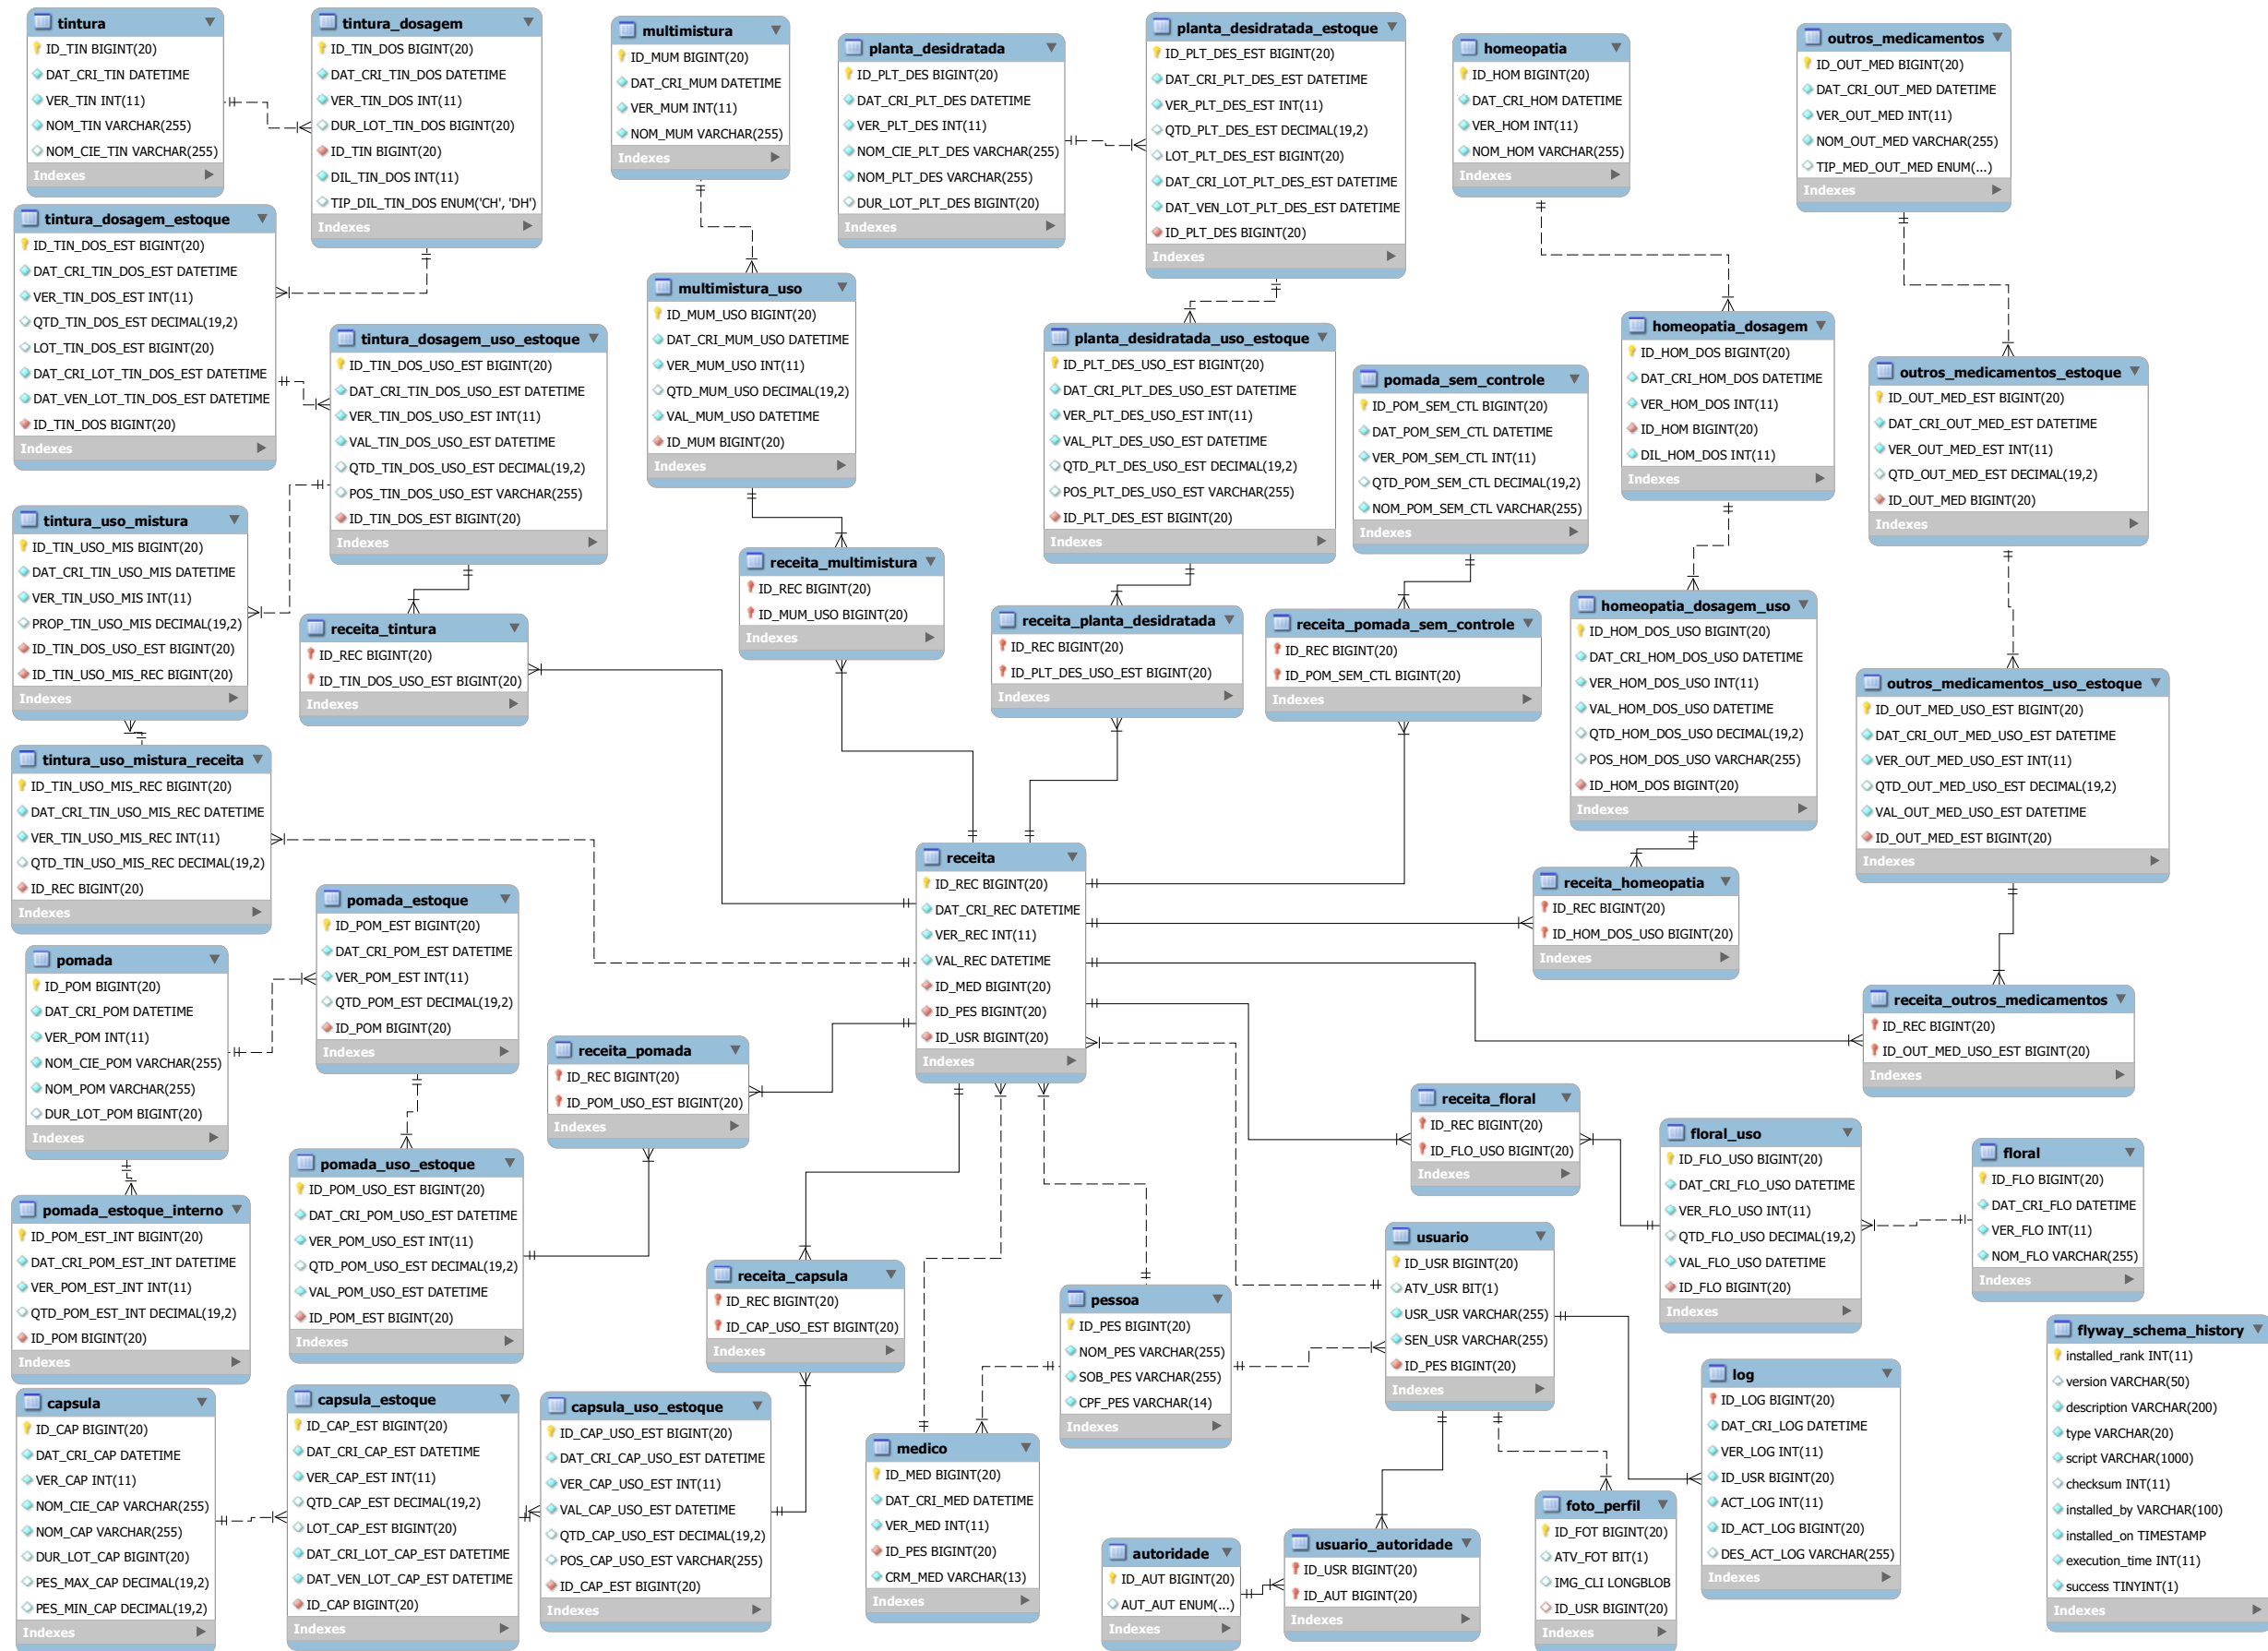 tintura
ID_TIN BIGINT(20)
DAT_CRI_TIN DATETIME
VER_TIN INT(11)
NOM_TIN VARCHAR(255)
NOM_CIE_TIN VARCHAR(255)
Indexes
tintura_dosagem
ID_TIN_DOS BIGINT(20)
DAT_CRI_TIN_DOS DATETIME
VER_TIN_DOS INT(11)
DUR_LOT_TIN_DOS BIGINT(20)
ID_TIN BIGINT(20)
DIL_TIN_DOS INT(11)
TIP_DIL_TIN_DOS ENUM('CH', 'DH')
Indexes
multimistura
ID_MUM BIGINT(20)
DAT_CRI_MUM DATETIME
VER_MUM INT(11)
NOM_MUM VARCHAR(255)
Indexes
planta_desidratada
ID_PLT_DES BIGINT(20)
DAT_CRI_PLT_DES DATETIME
VER_PLT_DES INT(11)
NOM_CIE_PLT_DES VARCHAR(255)
NOM_PLT_DES VARCHAR(255)
DUR_LOT_PLT_DES BIGINT(20)
Indexes
planta_desidratada_estoque
ID_PLT_DES_EST BIGINT(20)
DAT_CRI_PLT_DES_EST DATETIME
VER_PLT_DES_EST INT(11)
QTD_PLT_DES_EST DECIMAL(19,2)
LOT_PLT_DES_EST BIGINT(20)
DAT_CRI_LOT_PLT_DES_EST DATETIME
DAT_VEN_LOT_PLT_DES_EST DATETIME
ID_PLT_DES BIGINT(20)
Indexes
homeopatia
ID_HOM BIGINT(20)
DAT_CRI_HOM DATETIME
VER_HOM INT(11)
NOM_HOM VARCHAR(255)
Indexes
outros_medicamentos
ID_OUT_MED BIGINT(20)
DAT_CRI_OUT_MED DATETIME
VER_OUT_MED INT(11)
NOM_OUT_MED VARCHAR(255)
TIP_MED_OUT_MED ENUM(...)
Indexes
tintura_dosagem_estoque
ID_TIN_DOS_EST BIGINT(20)
DAT_CRI_TIN_DOS_EST DATETIME
VER_TIN_DOS_EST INT(11)
QTD_TIN_DOS_EST DECIMAL(19,2)
LOT_TIN_DOS_EST BIGINT(20)
DAT_CRI_LOT_TIN_DOS_EST DATETIME
DAT_VEN_LOT_TIN_DOS_EST DATETIME
ID_TIN_DOS BIGINT(20)
Indexes
tintura_dosagem_uso_estoque
ID_TIN_DOS_USO_EST BIGINT(20)
DAT_CRI_TIN_DOS_USO_EST DATETIME
VER_TIN_DOS_USO_EST INT(11)
VAL_TIN_DOS_USO_EST DATETIME
QTD_TIN_DOS_USO_EST DECIMAL(19,2)
POS_TIN_DOS_USO_EST VARCHAR(255)
ID_TIN_DOS_EST BIGINT(20)
Indexes
multimistura_uso
ID_MUM_USO BIGINT(20)
DAT_CRI_MUM_USO DATETIME
VER_MUM_USO INT(11)
QTD_MUM_USO DECIMAL(19,2)
VAL_MUM_USO DATETIME
ID_MUM BIGINT(20)
Indexes
planta_desidratada_uso_estoque
ID_PLT_DES_USO_EST BIGINT(20)
DAT_CRI_PLT_DES_USO_EST DATETIME
VER_PLT_DES_USO_EST INT(11)
VAL_PLT_DES_USO_EST DATETIME
QTD_PLT_DES_USO_EST DECIMAL(19,2)
POS_PLT_DES_USO_EST VARCHAR(255)
ID_PLT_DES_EST BIGINT(20)
Indexes
pomada_sem_controle
ID_POM_SEM_CTL BIGINT(20)
DAT_POM_SEM_CTL DATETIME
VER_POM_SEM_CTL INT(11)
QTD_POM_SEM_CTL DECIMAL(19,2)
NOM_POM_SEM_CTL VARCHAR(255)
Indexes
homeopatia_dosagem
ID_HOM_DOS BIGINT(20)
DAT_CRI_HOM_DOS DATETIME
VER_HOM_DOS INT(11)
ID_HOM BIGINT(20)
DIL_HOM_DOS INT(11)
Indexes
outros_medicamentos_estoque
ID_OUT_MED_EST BIGINT(20)
DAT_CRI_OUT_MED_EST DATETIME
VER_OUT_MED_EST INT(11)
QTD_OUT_MED_EST DECIMAL(19,2)
ID_OUT_MED BIGINT(20)
Indexes
tintura_uso_mistura
ID_TIN_USO_MIS BIGINT(20)
DAT_CRI_TIN_USO_MIS DATETIME
VER_TIN_USO_MIS INT(11)
PROP_TIN_USO_MIS DECIMAL(19,2)
ID_TIN_DOS_USO_EST BIGINT(20)
ID_TIN_USO_MIS_REC BIGINT(20)
Indexes
receita_tintura
ID_REC BIGINT(20)
ID_TIN_DOS_USO_EST BIGINT(20)
Indexes
receita_multimistura
ID_REC BIGINT(20)
ID_MUM_USO BIGINT(20)
Indexes
receita_planta_desidratada
ID_REC BIGINT(20)
ID_PLT_DES_USO_EST BIGINT(20)
Indexes
receita_pomada_sem_controle
ID_REC BIGINT(20)
ID_POM_SEM_CTL BIGINT(20)
Indexes
homeopatia_dosagem_uso
ID_HOM_DOS_USO BIGINT(20)
DAT_CRI_HOM_DOS_USO DATETIME
VER_HOM_DOS_USO INT(11)
VAL_HOM_DOS_USO DATETIME
QTD_HOM_DOS_USO DECIMAL(19,2)
POS_HOM_DOS_USO VARCHAR(255)
ID_HOM_DOS BIGINT(20)
Indexes
outros_medicamentos_uso_estoque
ID_OUT_MED_USO_EST BIGINT(20)
DAT_CRI_OUT_MED_USO_EST DATETIME
VER_OUT_MED_USO_EST INT(11)
QTD_OUT_MED_USO_EST DECIMAL(19,2)
VAL_OUT_MED_USO_EST DATETIME
ID_OUT_MED_EST BIGINT(20)
Indexes
tintura_uso_mistura_receita
ID_TIN_USO_MIS_REC BIGINT(20)
DAT_CRI_TIN_USO_MIS_REC DATETIME
VER_TIN_USO_MIS_REC INT(11)
QTD_TIN_USO_MIS_REC DECIMAL(19,2)
ID_REC BIGINT(20)
Indexes
receita
ID_REC BIGINT(20)
DAT_CRI_REC DATETIME
VER_REC INT(11)
VAL_REC DATETIME
ID_MED BIGINT(20)
ID_PES BIGINT(20)
ID_USR BIGINT(20)
Indexes
receita_homeopatia
ID_REC BIGINT(20)
ID_HOM_DOS_USO BIGINT(20)
Indexes
pomada_estoque
ID_POM_EST BIGINT(20)
DAT_CRI_POM_EST DATETIME
VER_POM_EST INT(11)
QTD_POM_EST DECIMAL(19,2)
ID_POM BIGINT(20)
Indexes
pomada
ID_POM BIGINT(20)
DAT_CRI_POM DATETIME
VER_POM INT(11)
NOM_CIE_POM VARCHAR(255)
NOM_POM VARCHAR(255)
DUR_LOT_POM BIGINT(20)
Indexes
receita_pomada
ID_REC BIGINT(20)
ID_POM_USO_EST BIGINT(20)
Indexes
receita_outros_medicamentos
ID_REC BIGINT(20)
ID_OUT_MED_USO_EST BIGINT(20)
Indexes
receita_floral
ID_REC BIGINT(20)
ID_FLO_USO BIGINT(20)
Indexes
floral_uso
ID_FLO_USO BIGINT(20)
DAT_CRI_FLO_USO DATETIME
VER_FLO_USO INT(11)
QTD_FLO_USO DECIMAL(19,2)
VAL_FLO_USO DATETIME
ID_FLO BIGINT(20)
Indexes
floral
ID_FLO BIGINT(20)
DAT_CRI_FLO DATETIME
VER_FLO INT(11)
NOM_FLO VARCHAR(255)
Indexes
pomada_uso_estoque
ID_POM_USO_EST BIGINT(20)
DAT_CRI_POM_USO_EST DATETIME
VER_POM_USO_EST INT(11)
QTD_POM_USO_EST DECIMAL(19,2)
VAL_POM_USO_EST DATETIME
ID_POM_EST BIGINT(20)
Indexes
pomada_estoque_interno
ID_POM_EST_INT BIGINT(20)
DAT_CRI_POM_EST_INT DATETIME
VER_POM_EST_INT INT(11)
QTD_POM_EST_INT DECIMAL(19,2)
ID_POM BIGINT(20)
Indexes
receita_capsula
ID_REC BIGINT(20)
ID_CAP_USO_EST BIGINT(20)
Indexes
pessoa
ID_PES BIGINT(20)
NOM_PES VARCHAR(255)
SOB_PES VARCHAR(255)
CPF_PES VARCHAR(14)
Indexes
usuario
ID_USR BIGINT(20)
ATV_USR BIT(1)
USR_USR VARCHAR(255)
SEN_USR VARCHAR(255)
ID_PES BIGINT(20)
Indexes
flyway_schema_history
installed_rank INT(11)
version VARCHAR(50)
description VARCHAR(200)
type VARCHAR(20)
script VARCHAR(1000)
checksum INT(11)
installed_by VARCHAR(100)
installed_on TIMESTAMP
execution_time INT(11)
success TINYINT(1)
Indexes
log
ID_LOG BIGINT(20)
DAT_CRI_LOG DATETIME
VER_LOG INT(11)
ID_USR BIGINT(20)
ACT_LOG INT(11)
ID_ACT_LOG BIGINT(20)
DES_ACT_LOG VARCHAR(255)
Indexes
capsula
ID_CAP BIGINT(20)
DAT_CRI_CAP DATETIME
VER_CAP INT(11)
NOM_CIE_CAP VARCHAR(255)
NOM_CAP VARCHAR(255)
DUR_LOT_CAP BIGINT(20)
PES_MAX_CAP DECIMAL(19,2)
PES_MIN_CAP DECIMAL(19,2)
Indexes
capsula_estoque
ID_CAP_EST BIGINT(20)
DAT_CRI_CAP_EST DATETIME
VER_CAP_EST INT(11)
QTD_CAP_EST DECIMAL(19,2)
LOT_CAP_EST BIGINT(20)
DAT_CRI_LOT_CAP_EST DATETIME
DAT_VEN_LOT_CAP_EST DATETIME
ID_CAP BIGINT(20)
Indexes
capsula_uso_estoque
ID_CAP_USO_EST BIGINT(20)
DAT_CRI_CAP_USO_EST DATETIME
VER_CAP_USO_EST INT(11)
VAL_CAP_USO_EST DATETIME
QTD_CAP_USO_EST DECIMAL(19,2)
POS_CAP_USO_EST VARCHAR(255)
ID_CAP_EST BIGINT(20)
Indexes
medico
ID_MED BIGINT(20)
DAT_CRI_MED DATETIME
VER_MED INT(11)
ID_PES BIGINT(20)
CRM_MED VARCHAR(13)
Indexes
autoridade
ID_AUT BIGINT(20)
AUT_AUT ENUM(...)
Indexes
usuario_autoridade
ID_USR BIGINT(20)
ID_AUT BIGINT(20)
Indexes
foto_perfil
ID_FOT BIGINT(20)
ATV_FOT BIT(1)
IMG_CLI LONGBLOB
ID_USR BIGINT(20)
Indexes